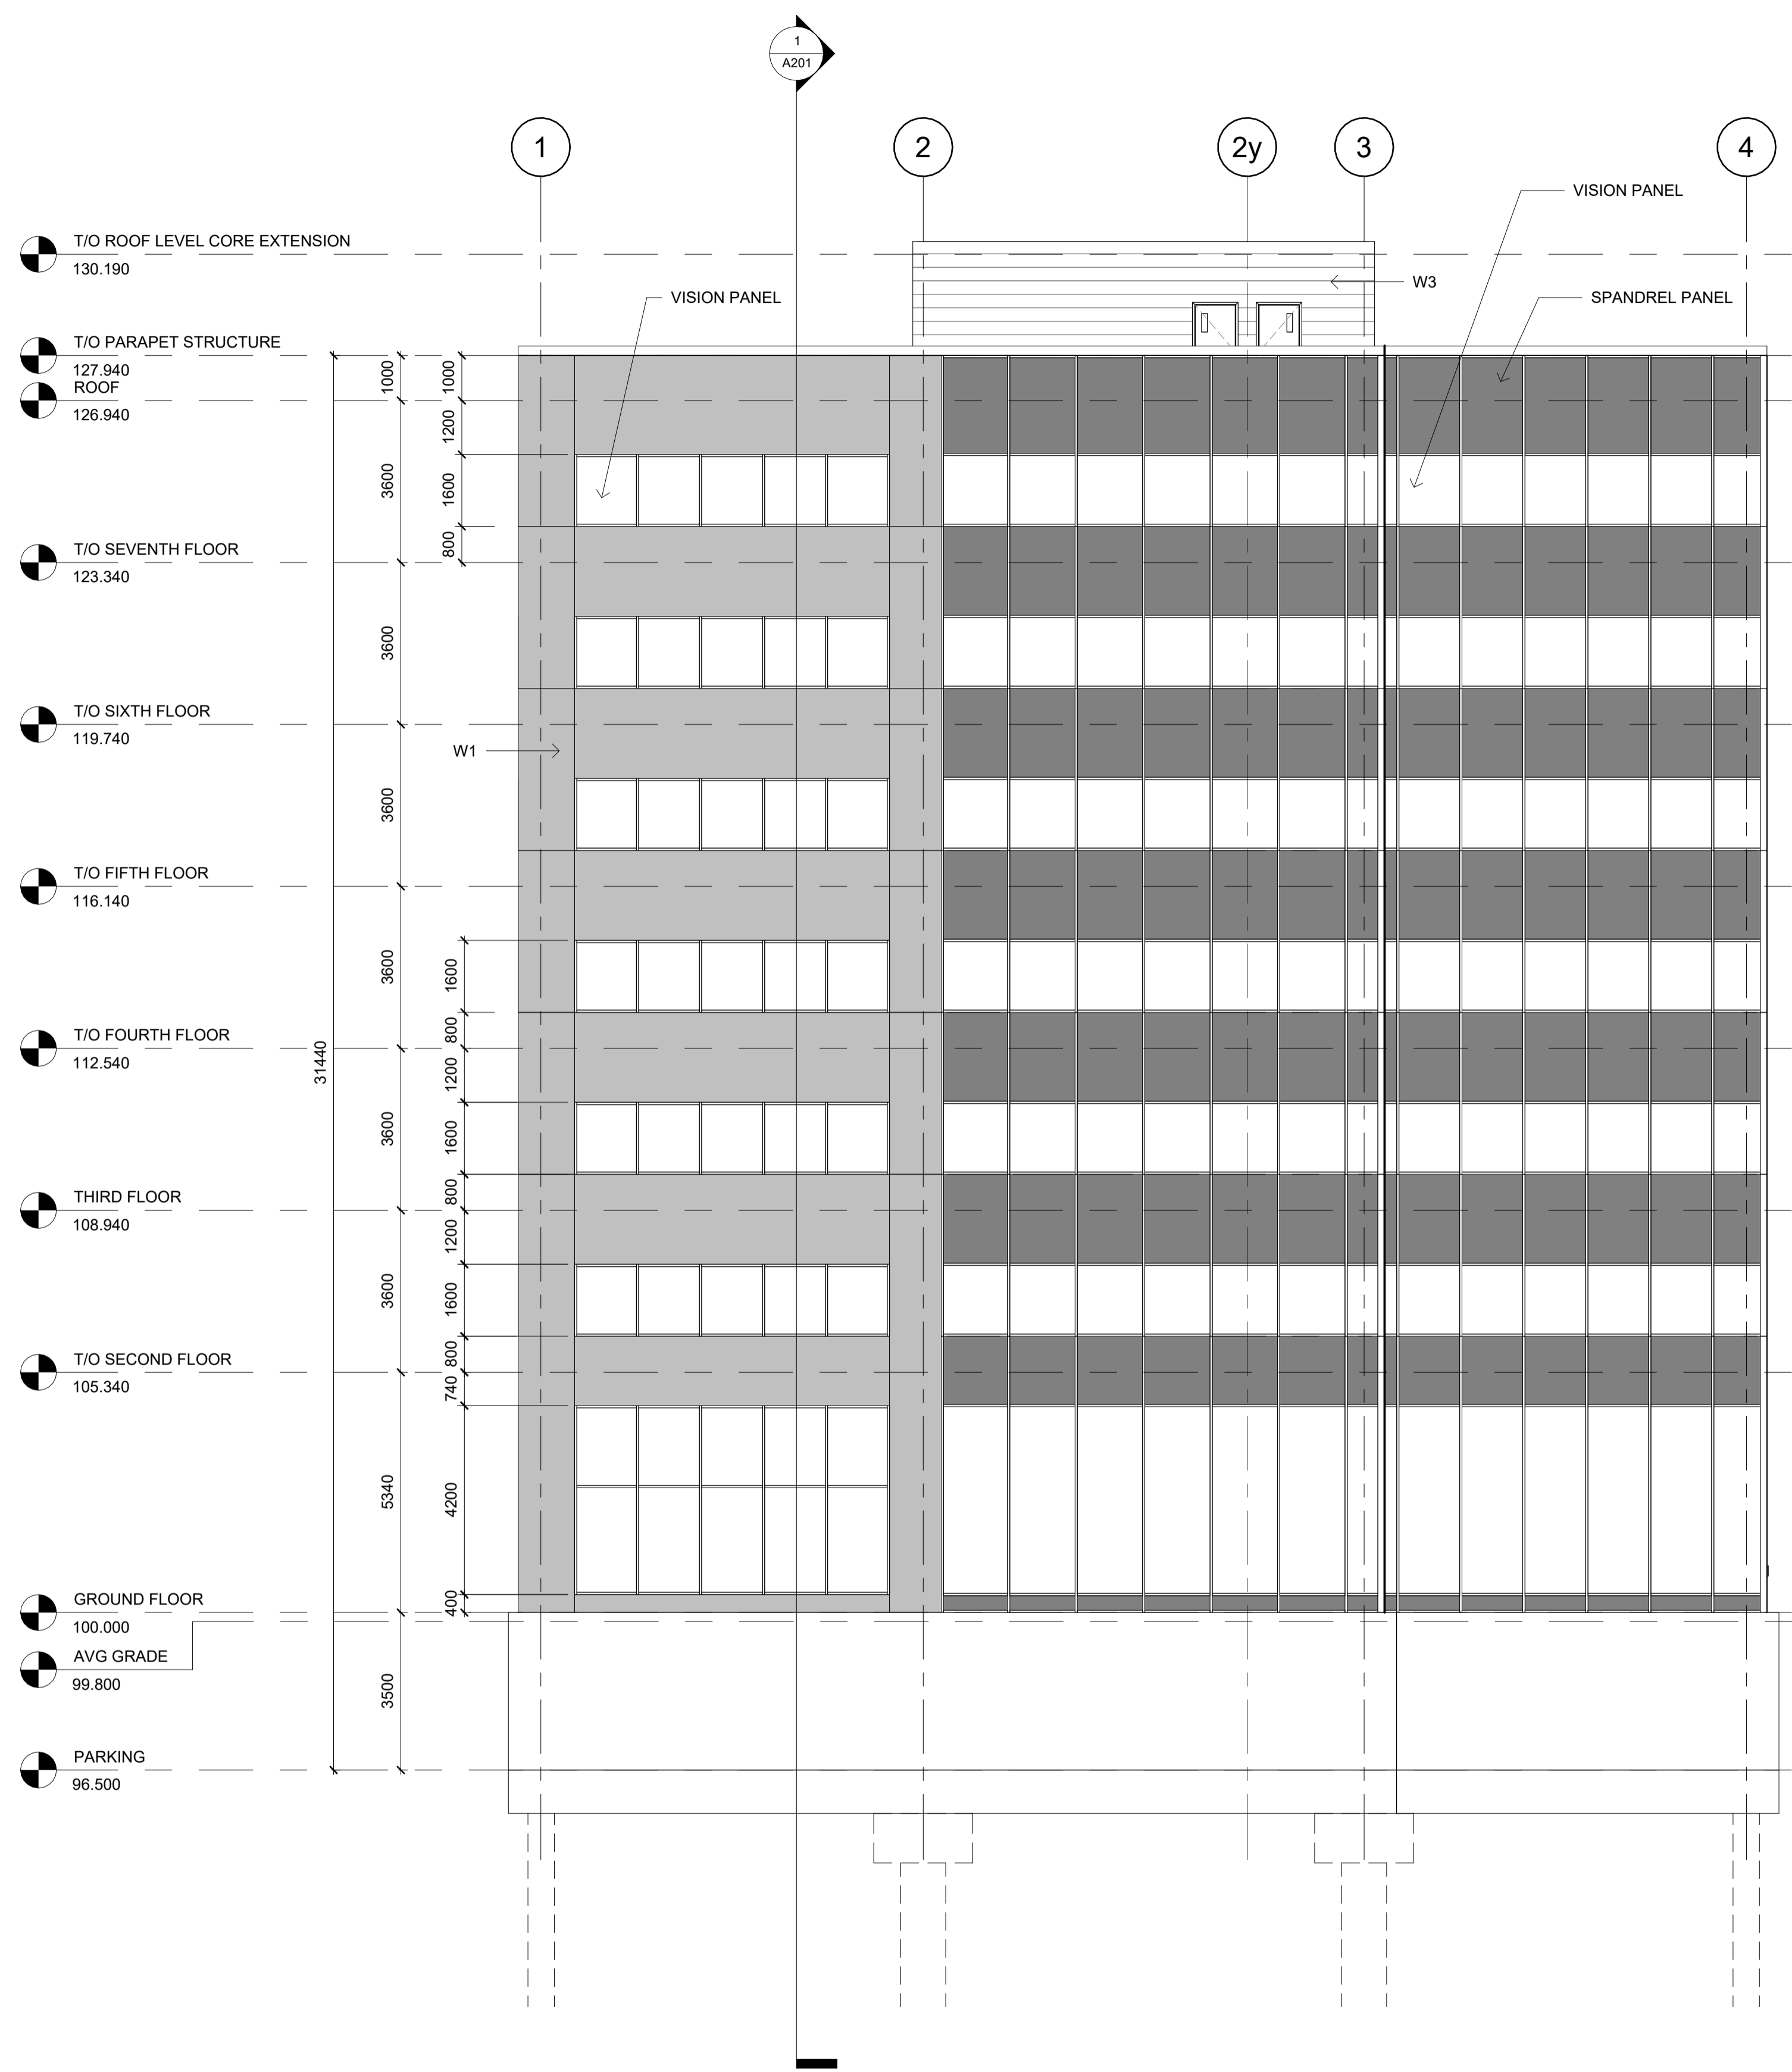 1
A201
1
2
2y
3
4
VISION PANEL
T/O ROOF LEVEL CORE EXTENSION
130.190
W3
VISION PANEL
SPANDREL PANEL
T/O PARAPET STRUCTURE
127.940
1000
1000
ROOF
126.940
1200
3600
1600
800
T/O SEVENTH FLOOR
123.340
3600
T/O SIXTH FLOOR
119.740
W1
3600
T/O FIFTH FLOOR
116.140
3600
1600
800
T/O FOURTH FLOOR
112.540
31440
1200
3600
1600
800
THIRD FLOOR
108.940
1200
3600
1600
800
T/O SECOND FLOOR
105.340
740
5340
4200
400
GROUND FLOOR
100.000
AVG GRADE
99.800
3500
PARKING
96.500